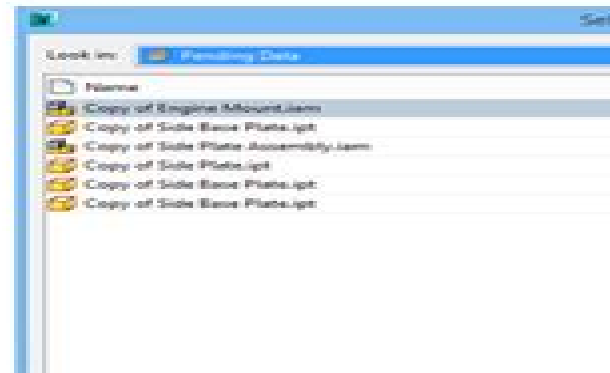 Sel
Look in: Pending Data
Name
Copy of Engine Mount.iam
Copy of Side Base Plate.ipt
Copy of Side Plate Assembly.iam
Copy of Side Plate.ipt
Copy of Side Base Plate.ipt
Copy of Side Base Plate.ipt